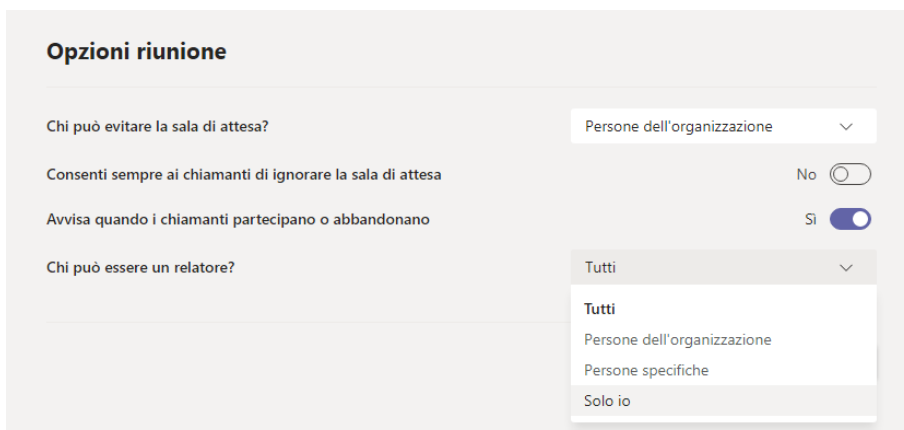 Opzioni riunione
Chi può evitare la sala di attesa? Persone dell'organizzazione
Consenti sempre ai chiamanti di ignorare la sala di attesa No
Avvisa quando i chiamanti partecipano o abbandonano Sì
Chi può essere un relatore? Tutti
Tutti
Persone dell'organizzazione
Persone specifiche
Solo io